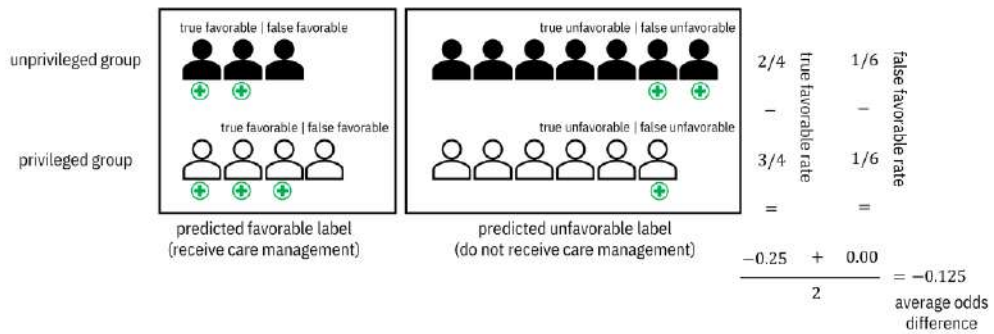 true favorable | false favorable
true unfavorable | false unfavorable
unprivileged group
2/4
1/6
true favorable rate
false favorable rate
−
−
true favorable | false favorable
true unfavorable | false unfavorable
privileged group
3/4
1/6
=
=
predicted favorable label
(receive care management)
predicted unfavorable label
(do not receive care management)
−0.25 + 0.00
2
= −0.125
average odds
difference